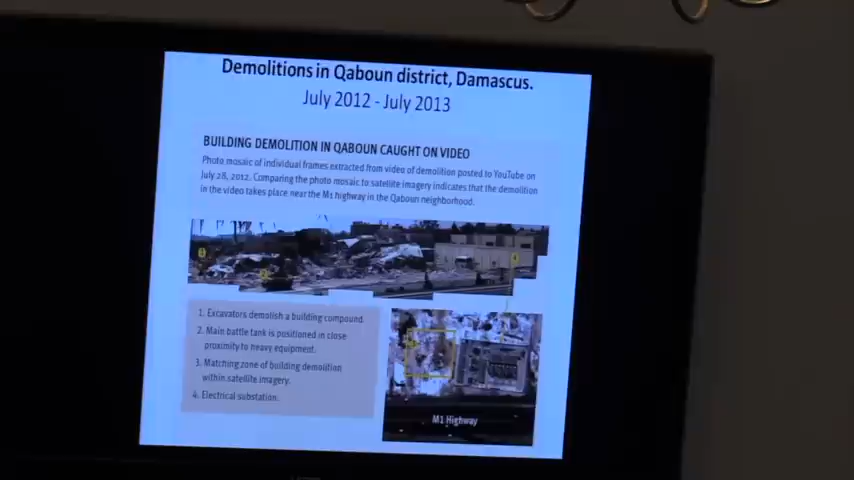 Demolitions in Qaboun district, Damascus.
July 2012 - July 2013
BUILDING DEMOLITION IN QABOUN CAUGHT ON VIDEO
Photo mosaic of individual frames extracted from video of demolition posted to YouTube on
July 28, 2012. Comparing the photo mosaic to satellite imagery indicates that the demolition
in the video takes place near the M1 highway in the Qaboun neighborhood.
1. Excavators demolish a building compound.
2. Main battle tank is positioned in close
proximity to heavy equipment.
3. Matching zone of building demolition
within satellite imagery.
4. Electrical substation.
M1 Highway